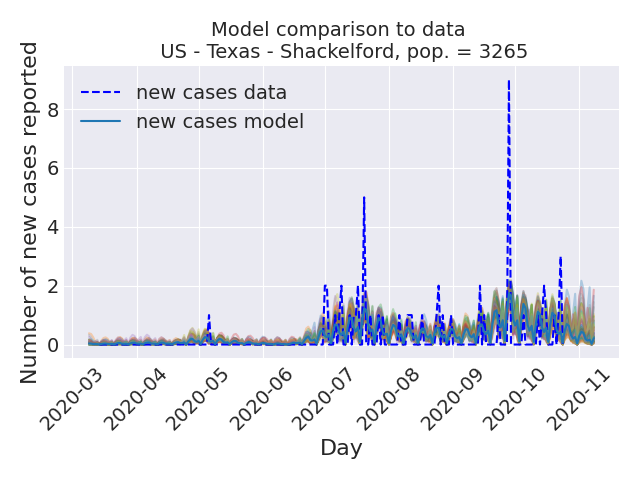 Model comparison to data
US - Texas - Shackelford, pop. = 3265
Number of new cases reported
8
6
4
2
0
new cases data
new cases model
2020-03
2020-04
2020-05
2020-06
2020-07
2020-08
2020-09
2020-10
2020-11
Day